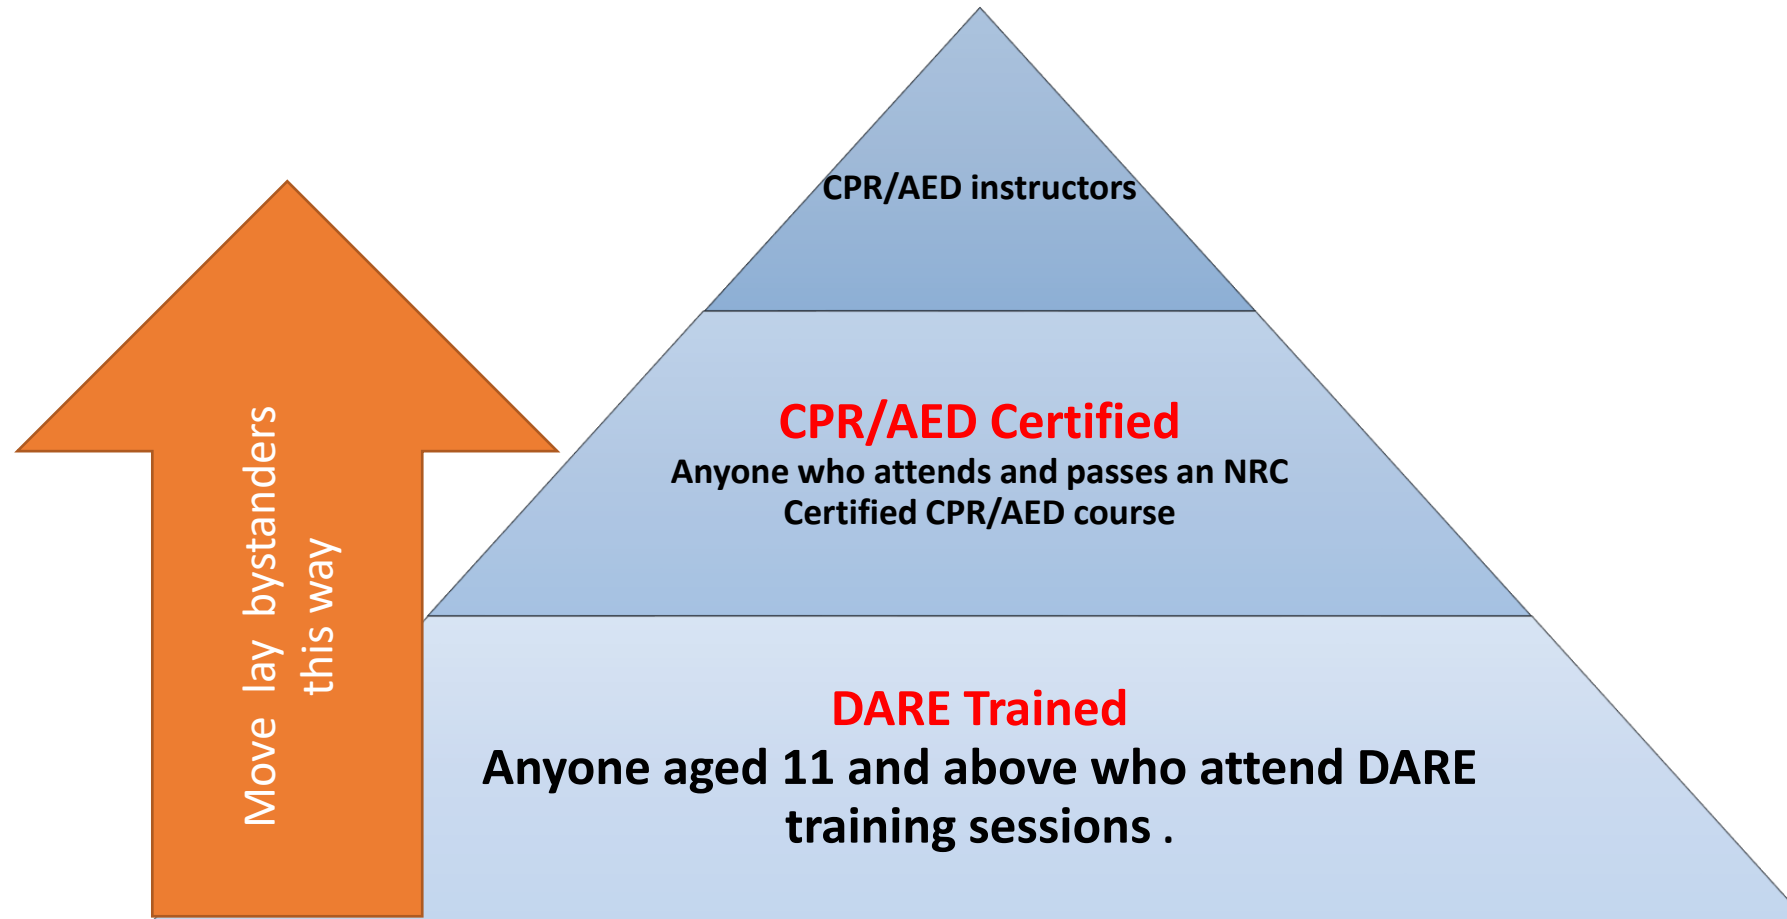 CPR/AED instructors
CPR/AED Certified
Anyone who attends and passes an NRC
Certified CPR/AED course
DARE Trained
Anyone aged 11 and above who attend DARE
training sessions .
Move lay bystanders
this way